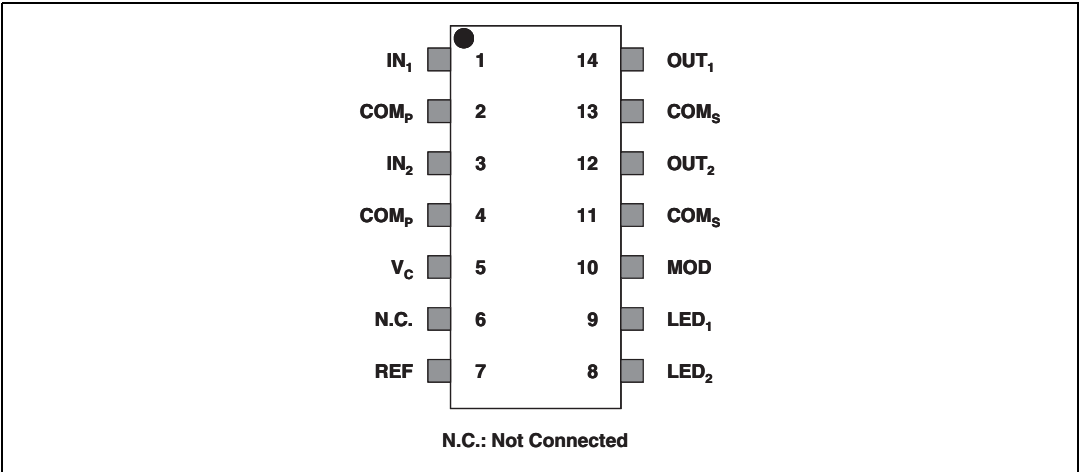 IN1 1 14 OUT1
COMP 2 13 COMS
IN2 3 12 OUT2
COMP 4 11 COMS
VC 5 10 MOD
N.C. 6 9 LED1
REF 7 8 LED2
N.C.: Not Connected